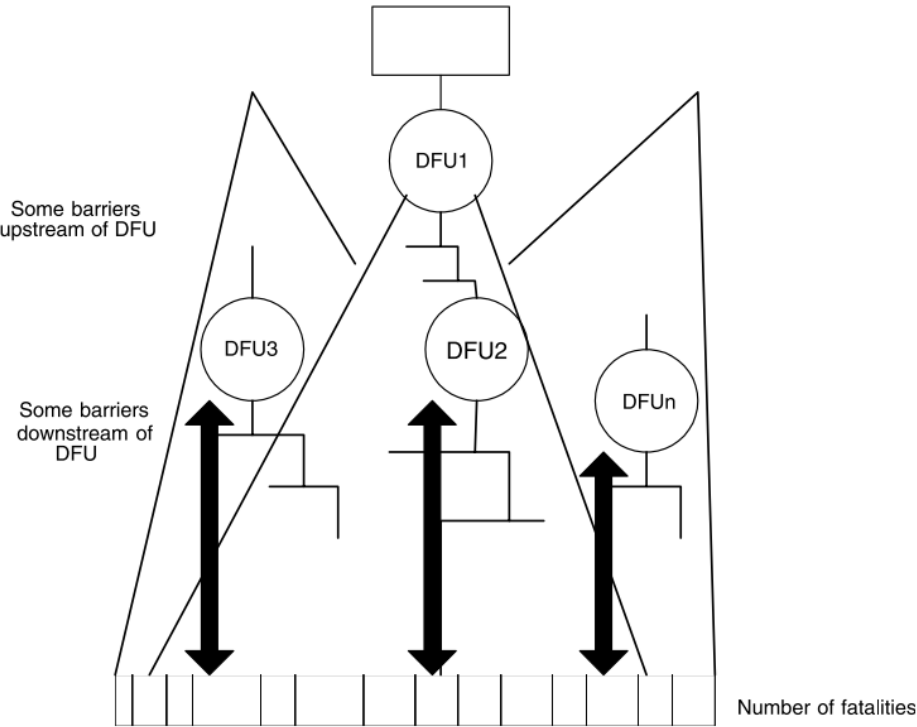 DFU1
Some barriers
upstream of DFU
DFU3
DFU2
DFUn
Some barriers
downstream of
DFU
Number of fatalities